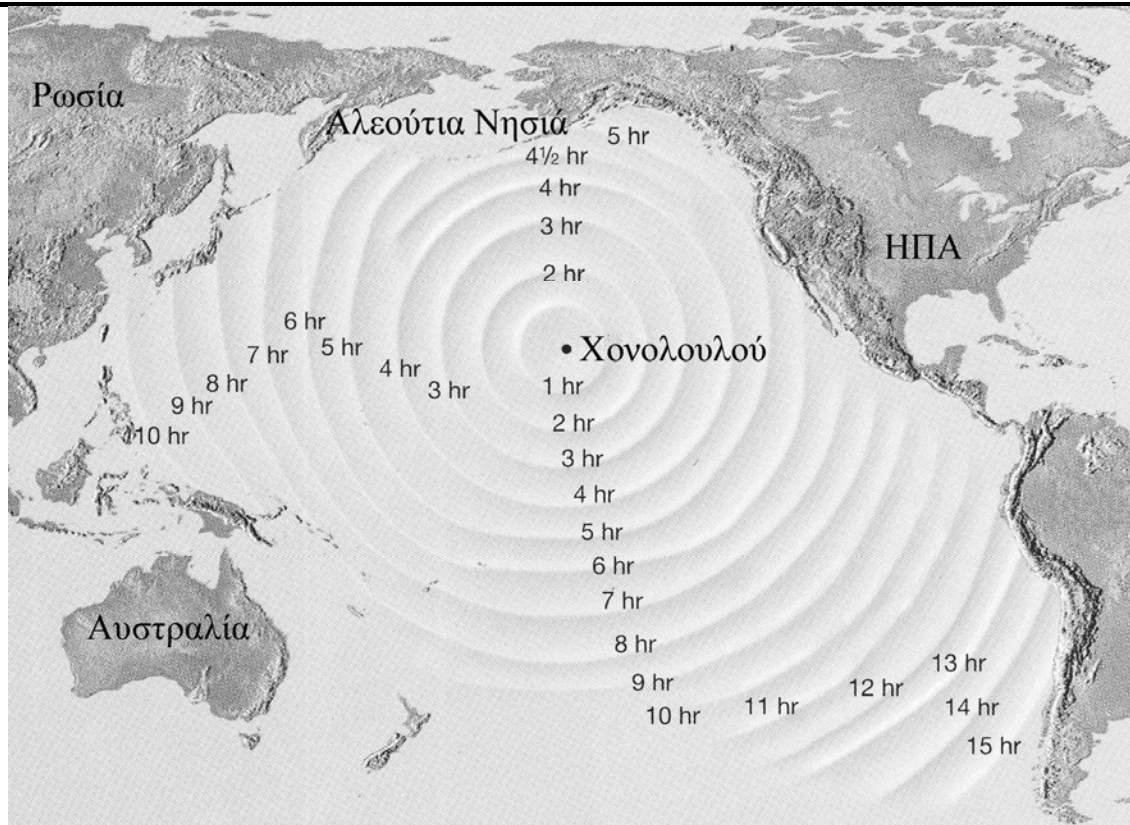 Ρωσία
Αλεούτια Νησιά
5 hr
4½ hr
4 hr
3 hr
ΗΠΑ
2 hr
6 hr
5 hr
7 hr
Χονολουλού
4 hr
8 hr
3 hr
1 hr
9 hr
2 hr
10 hr
3 hr
4 hr
5 hr
6 hr
7 hr
Αυστραλία
8 hr
13 hr
9 hr
12 hr
10 hr
11 hr
14 hr
15 hr